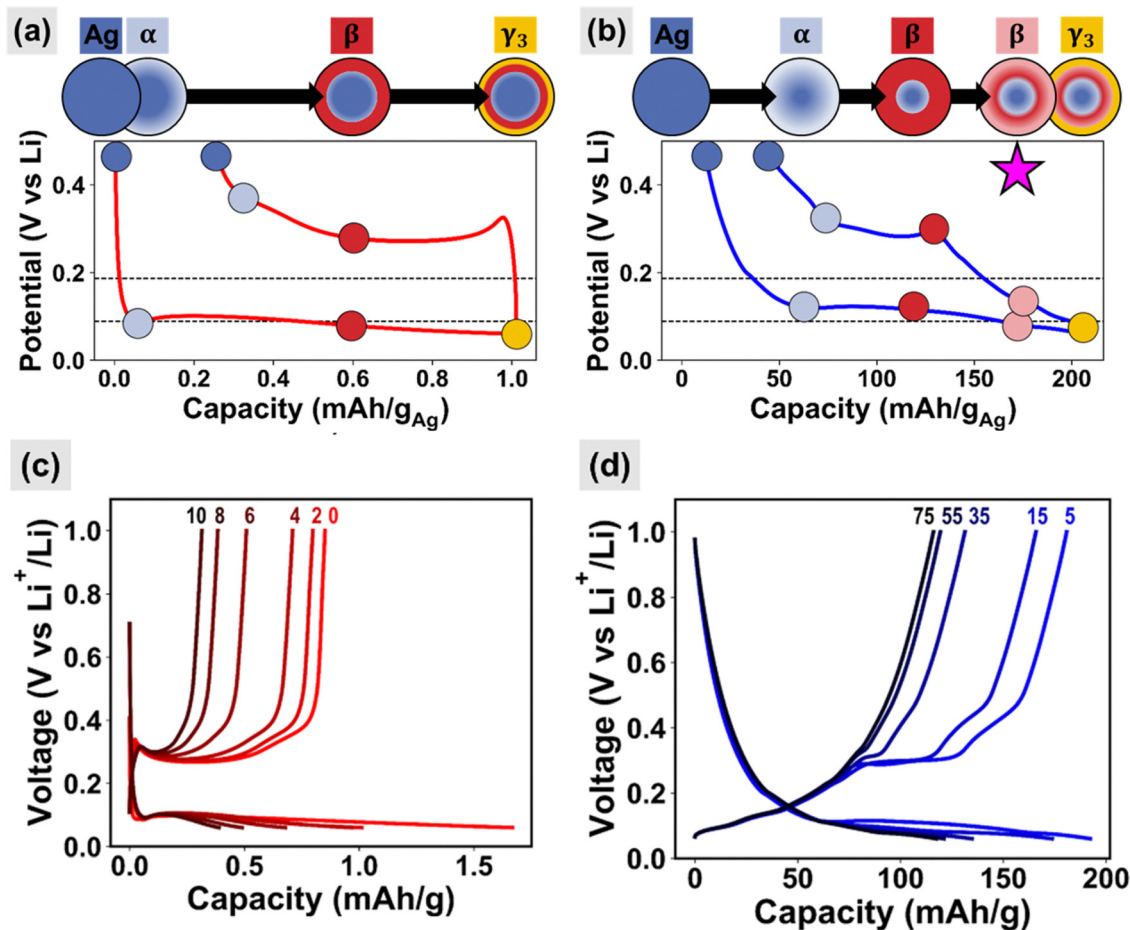 (a)
Ag α β γ3
Potential (V vs Li)
0.4
0.2
0.0
0.0 0.2 0.4 0.6 0.8 1.0
Capacity (mAh/gAg)
(b)
Ag α β β γ3
Potential (V vs Li)
0.4
0.2
0.0
0 50 100 150 200
Capacity (mAh/gAg)
(c)
10 8 6 4 2 0
Voltage (V vs Li+/Li)
1.0
0.8
0.6
0.4
0.2
0.0
0.0 0.5 1.0 1.5
Capacity (mAh/g)
(d)
75 55 35 15 5
Voltage (V vs Li+/Li)
1.0
0.8
0.6
0.4
0.2
0.0
0 50 100 150 200
Capacity (mAh/g)